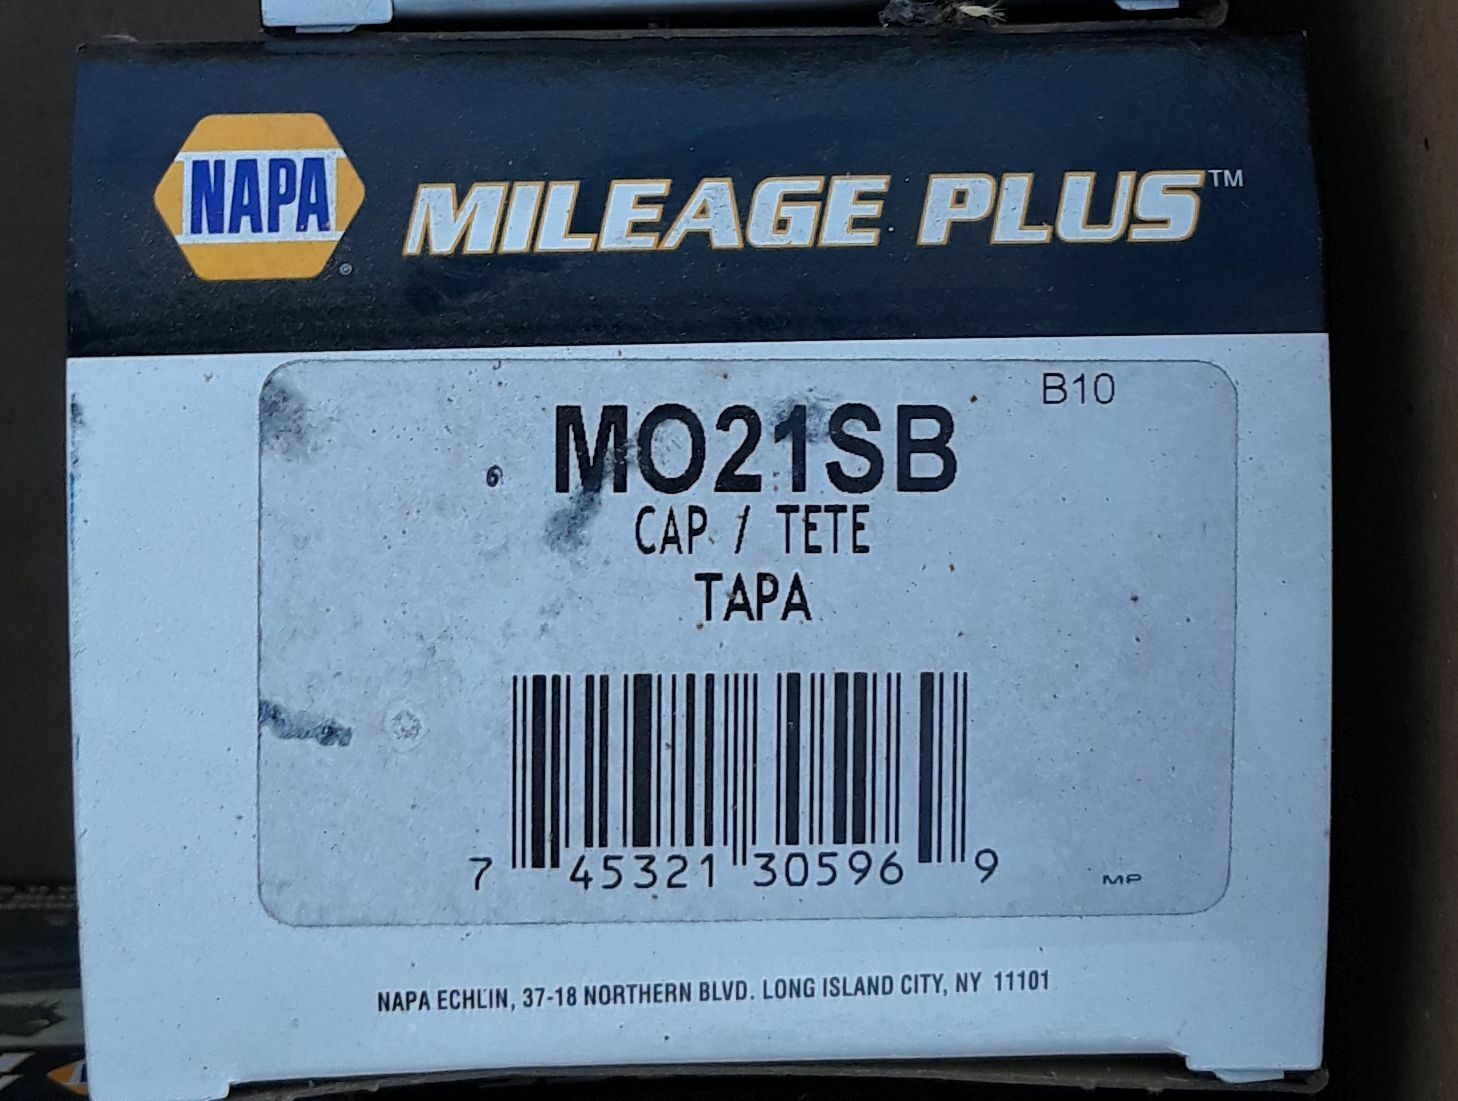 NAPA
MILEAGE PLUS™
B10
MO21SB
CAP / TETE
TAPA
7 45321 30596 9
MP
NAPA ECHLIN, 37-18 NORTHERN BLVD. LONG ISLAND CITY, NY 11101